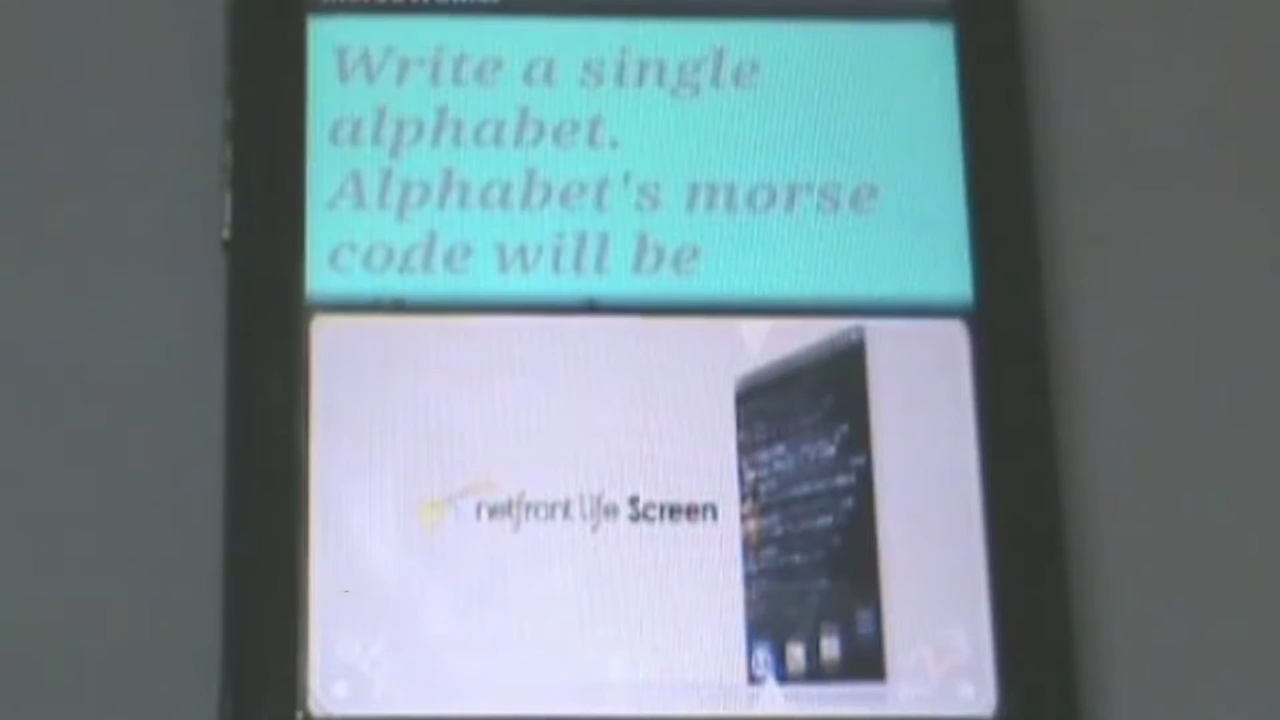 Write a single
alphabet.
Alphabet's morse
code will be
netfront life Screen